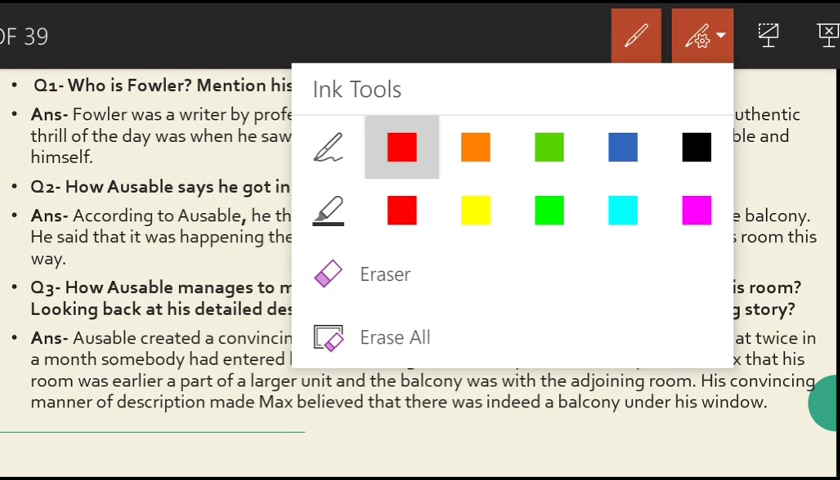 OF 39
Ink Tools
Eraser
Erase All
• Q1- Who is Fowler? Mention his
• Ans- Fowler was a writer by uthentic
thrill of the day was when he saw ble and
himself.
• Q2- How Ausable says he got in
• Ans- According to Ausable, he balcony.
He said that it was happening the room this
way.
• Q3- How Ausable manages to is room?
Looking back at his detailed story?
• Ans- Ausable created a at twice in
a month somebody had entered that his
room was earlier a part of a larger unit and the balcony was with the adjoining room. His convincing
manner of description made Max believed that there was indeed a balcony under his window.